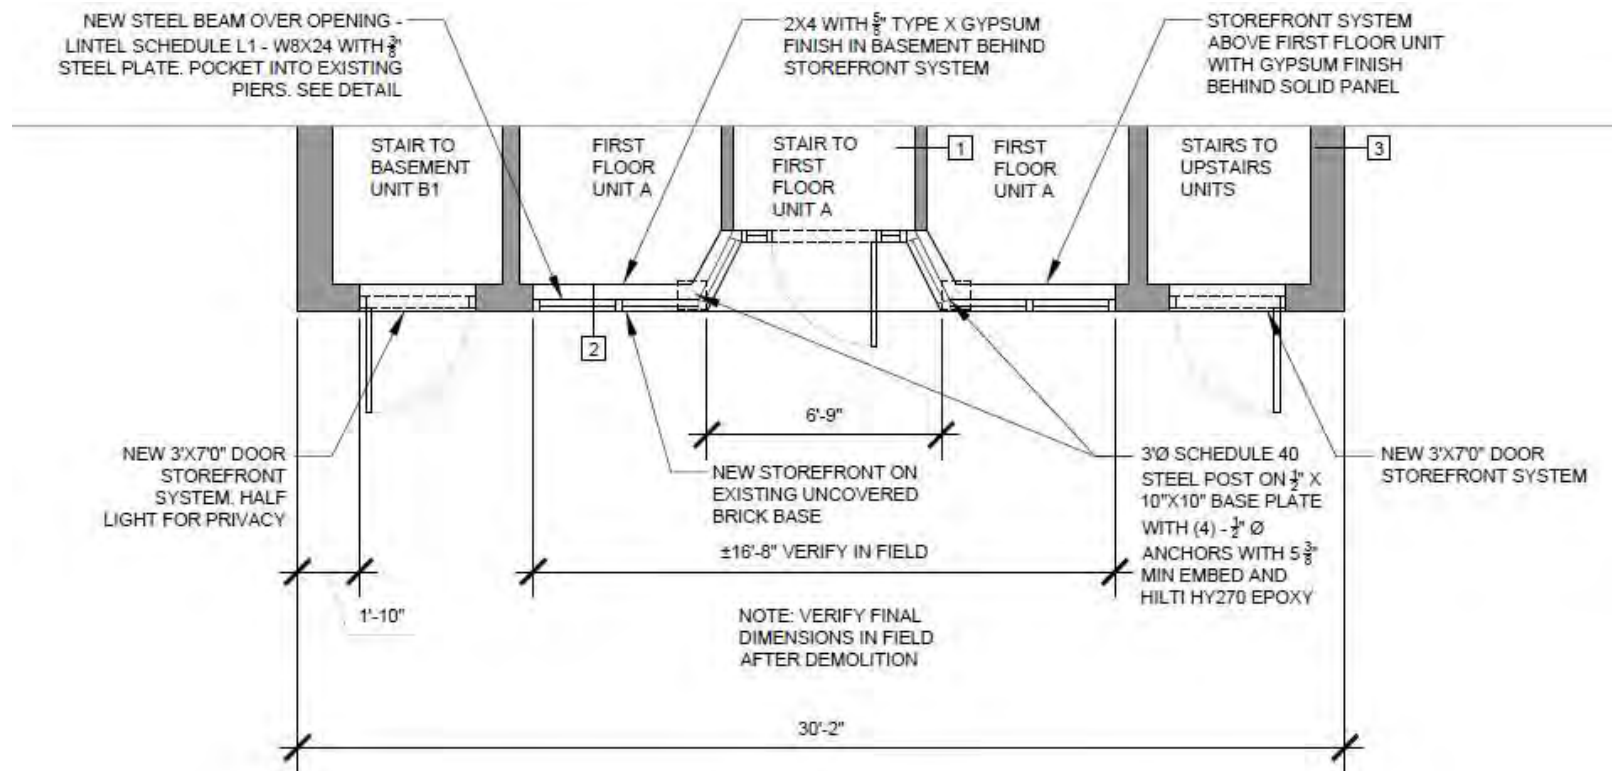 NEW STEEL BEAM OVER OPENING -
LINTEL SCHEDULE L1 - W8X24 WITH 3/8"
STEEL PLATE. POCKET INTO EXISTING
PIERS. SEE DETAIL
2X4 WITH 5/8" TYPE X GYPSUM
FINISH IN BASEMENT BEHIND
STOREFRONT SYSTEM
STOREFRONT SYSTEM
ABOVE FIRST FLOOR UNIT
WITH GYPSUM FINISH
BEHIND SOLID PANEL
STAIR TO
BASEMENT
UNIT B1
FIRST
FLOOR
UNIT A
STAIR TO
FIRST
FLOOR
UNIT A
1
FIRST
FLOOR
UNIT A
STAIRS TO
UPSTAIRS
UNITS
3
2
6'-9"
NEW 3'X7'0" DOOR
STOREFRONT
SYSTEM. HALF
LIGHT FOR PRIVACY
NEW STOREFRONT ON
EXISTING UNCOVERED
BRICK BASE
3'Ø SCHEDULE 40
STEEL POST ON 1/2" X
10"X10" BASE PLATE
WITH (4) - 1/2" Ø
ANCHORS WITH 5 3/8"
MIN EMBED AND
HILTI HY270 EPOXY
NEW 3'X7'0" DOOR
STOREFRONT SYSTEM
±16'-8" VERIFY IN FIELD
1'-10"
NOTE: VERIFY FINAL
DIMENSIONS IN FIELD
AFTER DEMOLITION
30'-2"